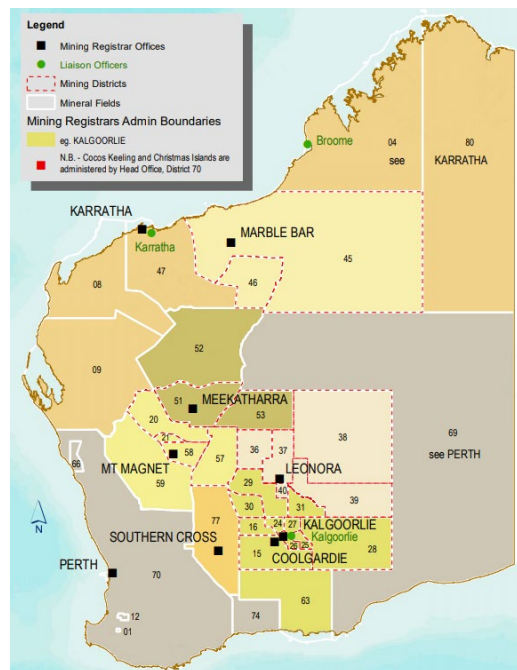 Legend
Mining Registrar Offices
Liaison Officers
Mining Districts
Mineral Fields
Mining Registrars Admin Boundaries
eg. KALGOORLIE
N.B. - Cocos Keeling and Christmas Islands are
administered by Head Office, District 70
Broome
04
see
80
KARRATHA
KARRATHA
Karratha
MARBLE BAR
47
46
45
08
52
09
51
MEEKATHARRA
53
20
21
58
57
36
37
38
69
see PERTH
66
MT MAGNET
59
LEONORA
29
40
39
30
31
77
16
24
27
KALGOORLIE
Kalgoorlie
SOUTHERN CROSS
15
26
25
28
COOLGARDIE
PERTH
70
63
74
12
01
N